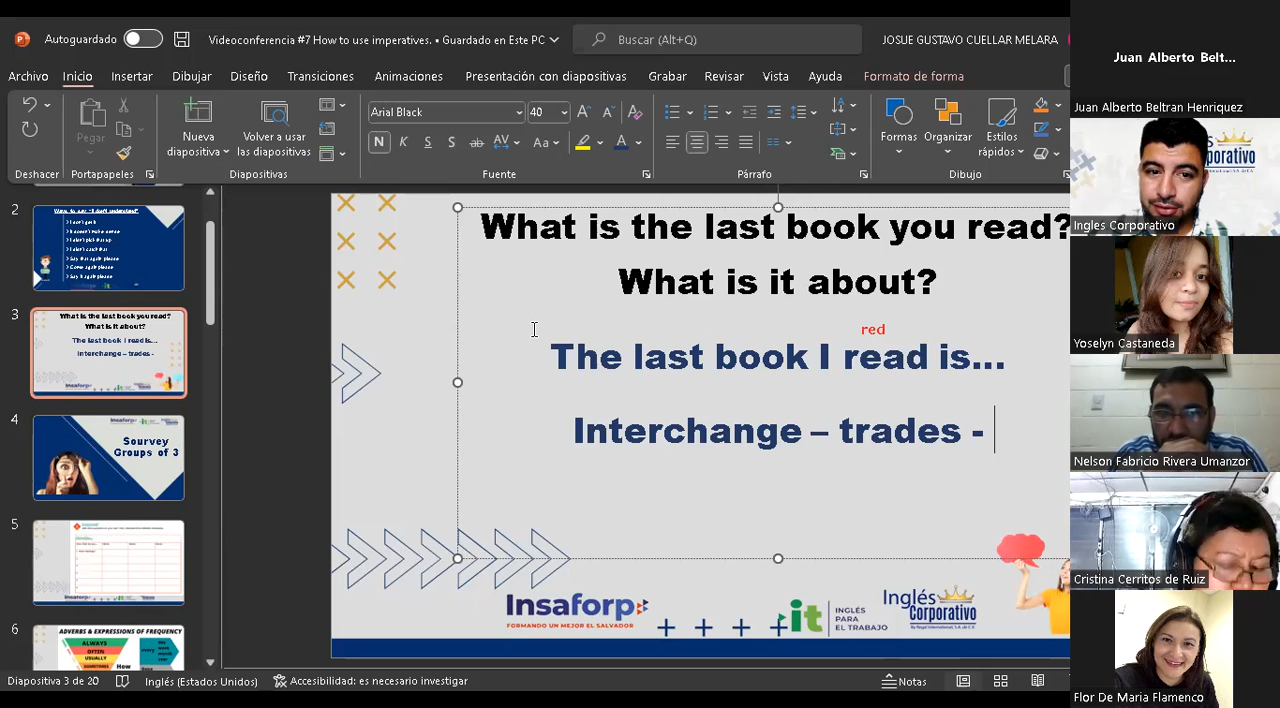 Autoguardado
Videoconferencia #7 How to use imperatives. • Guardado en Este PC
Buscar (Alt+Q)
JOSUE GUSTAVO CUELLAR MELARA
Archivo Inicio Insertar Dibujar Diseño Transiciones Animaciones Presentación con diapositivas Grabar Revisar Vista Ayuda Formato de forma
Arial Black 40
Pegar
Nueva diapositiva
Volver a usar las diapositivas
Formas Organizar Estilos rápidos
Deshacer Portapapeles Diapositivas Fuente Párrafo Dibujo
2
3
What is the last book you read?
What is it about?
The last book I read is...
Interchange – trades -
4
Sourvey
Groups of 3
5
6
ADVERBS & EXPRESSIONS OF FREQUENCY
ALWAYS
OFTEN
USUALLY
SOMETIMES
How
What is the last book you read?
What is it about?
red
The last book I read is...
Interchange – trades -
Insaforp
FORMANDO UN MEJOR EL SALVADOR
it INGLÉS PARA EL TRABAJO
Inglés Corporativo
Diapositiva 3 de 20
Inglés (Estados Unidos)
Accesibilidad: es necesario investigar
Notas
Juan Alberto Belt...
Juan Alberto Beltran Henriquez
Ingles Corporativo
Yoselyn Castaneda
Nelson Fabricio Rivera Umanzor
Cristina Cerritos de Ruiz
Flor De Maria Flamenco